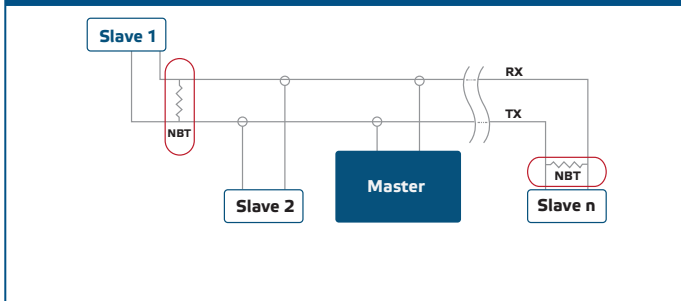 Slave 1
RX
TX
NBT
NBT
Master
Slave 2
Slave n